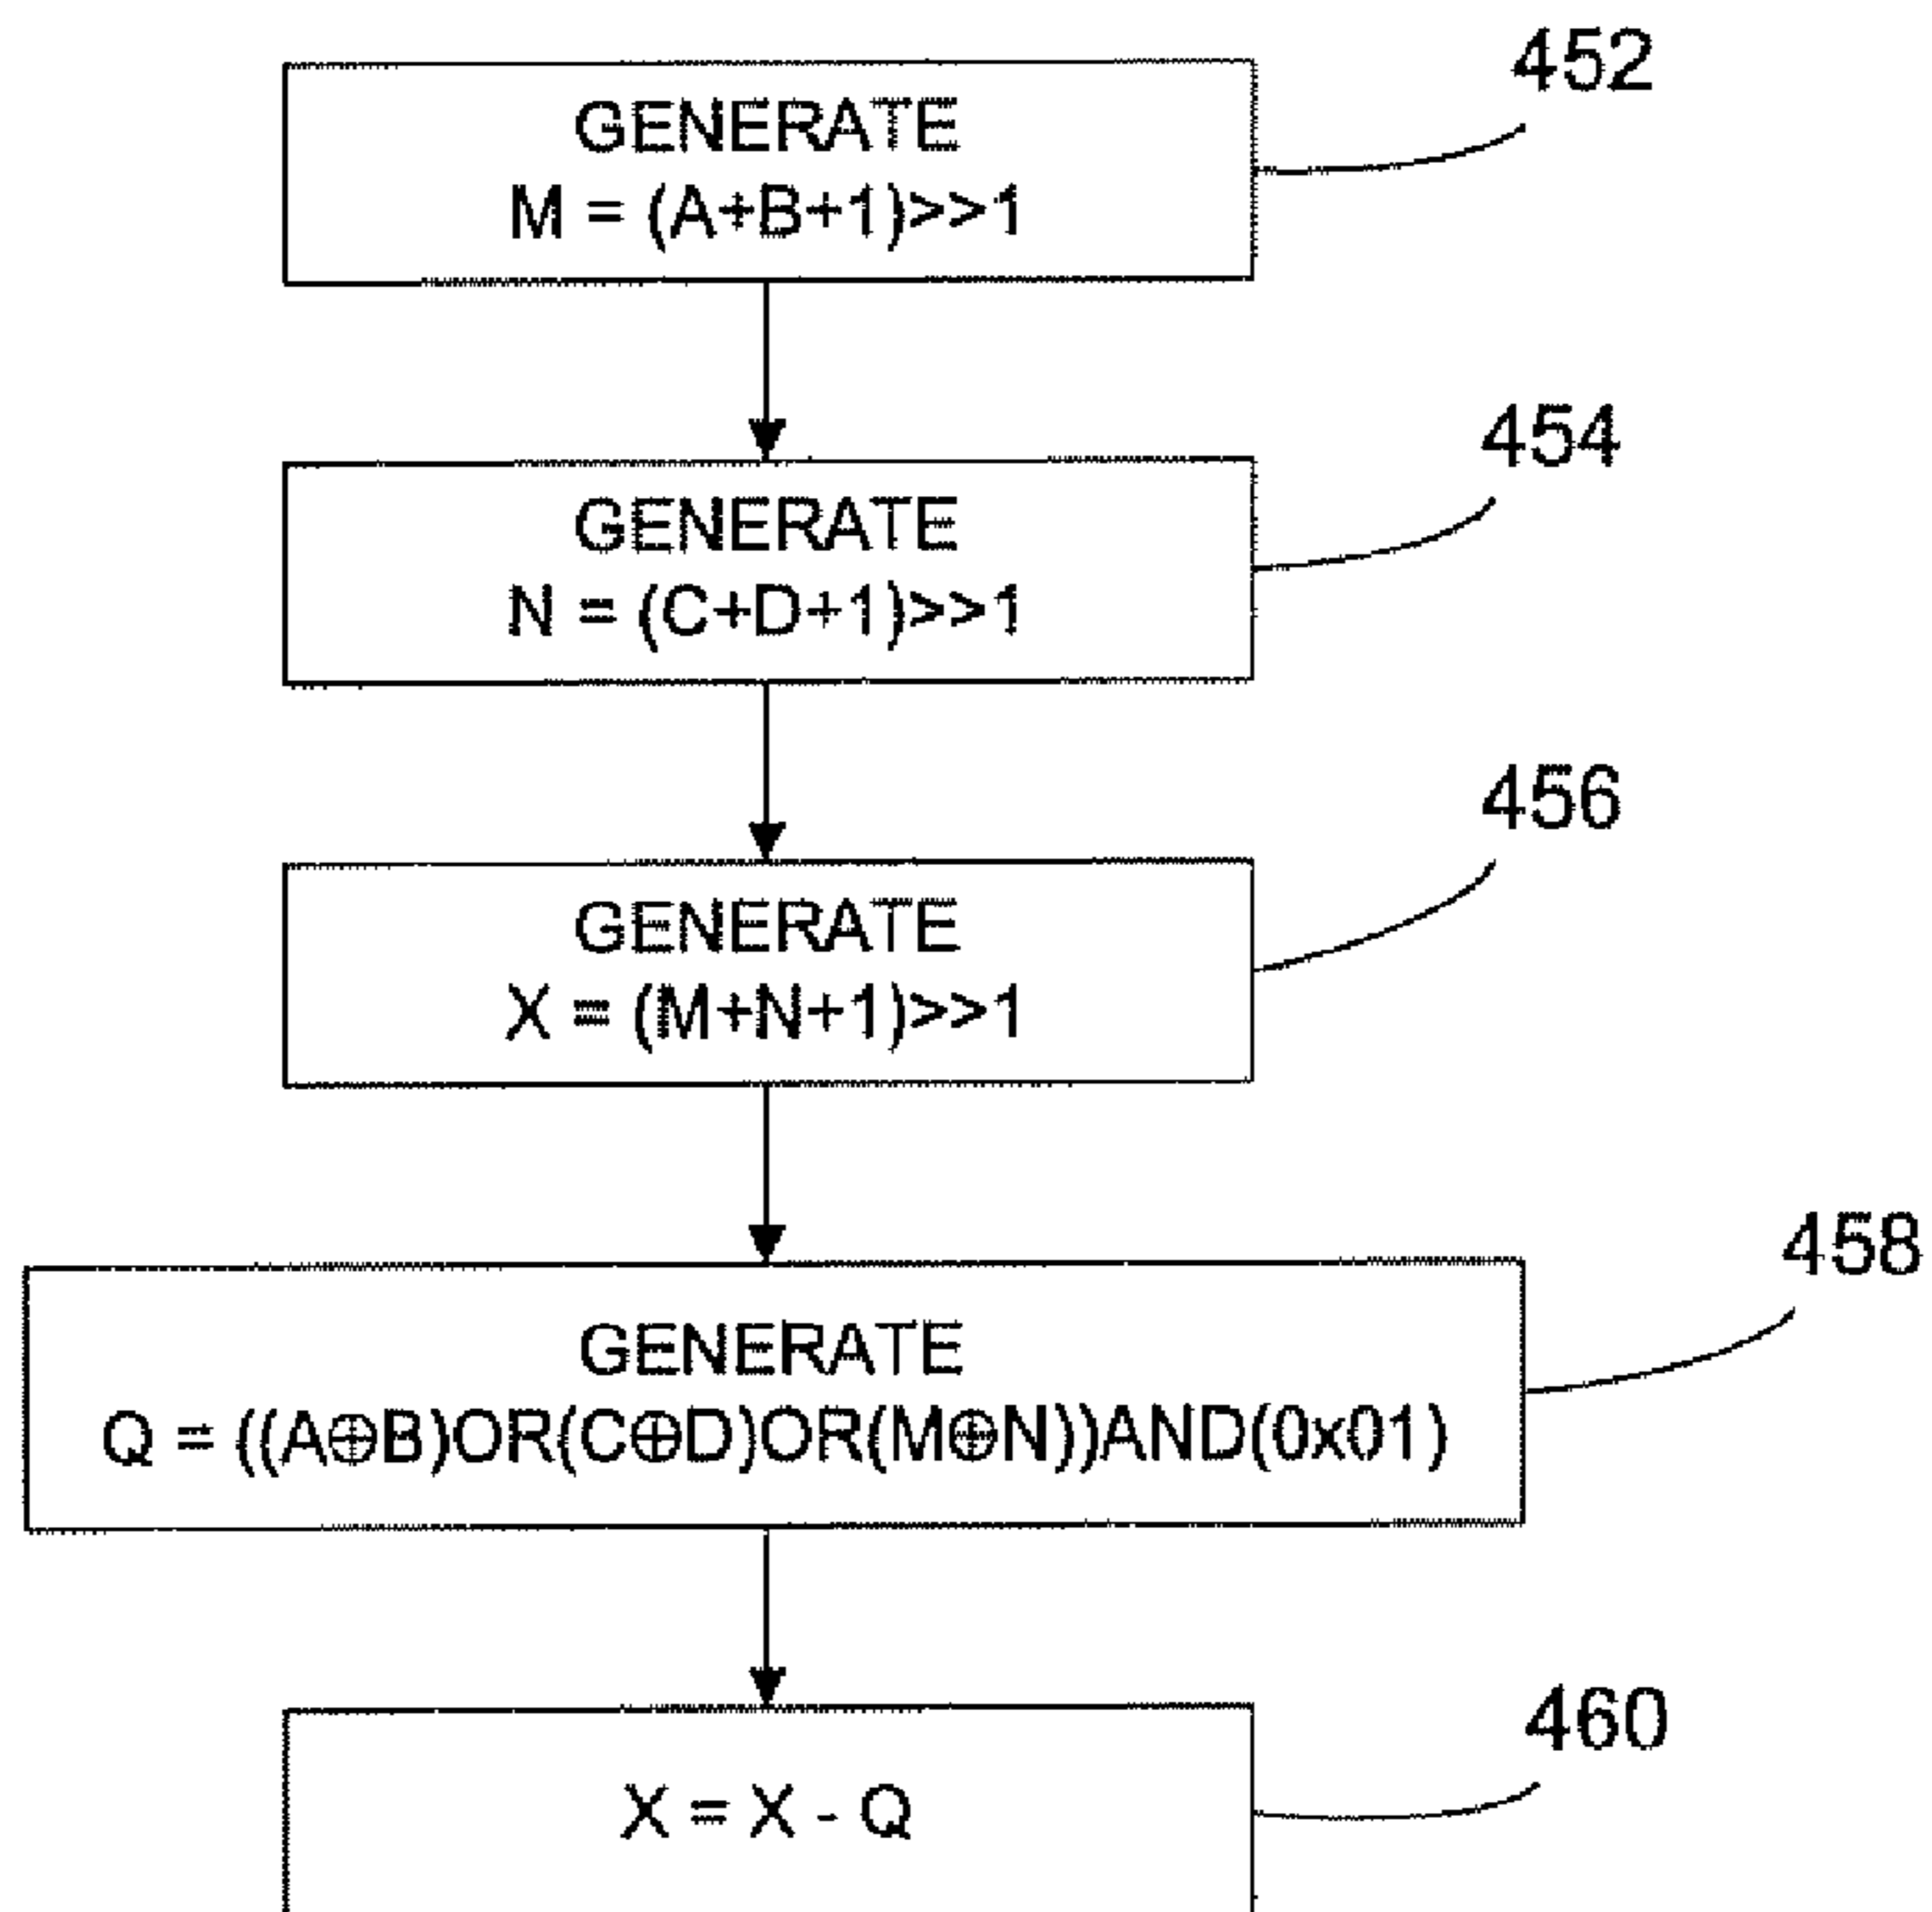 452
GENERATE
M = (A+B+1)>>1
454
GENERATE
N = (C+D+1)>>1
456
GENERATE
X = (M+N+1)>>1
458
GENERATE
Q = ((A⊕B)OR(C⊕D)OR(M⊕N))AND(0x01)
460
X = X - Q